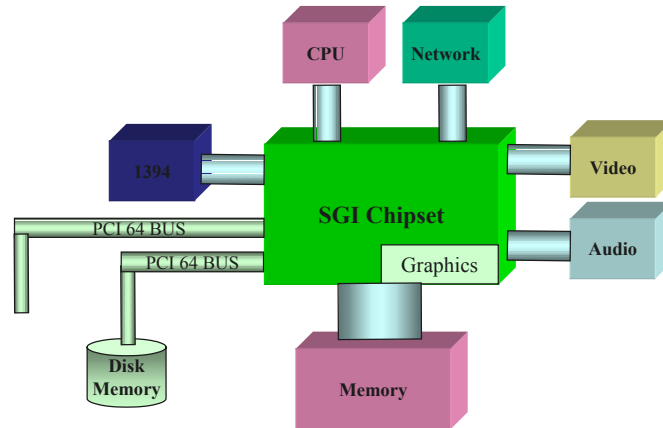 CPU
Network
1394
Video
SGI Chipset
PCI 64 BUS
Audio
PCI 64 BUS
Graphics
Disk
Memory
Memory